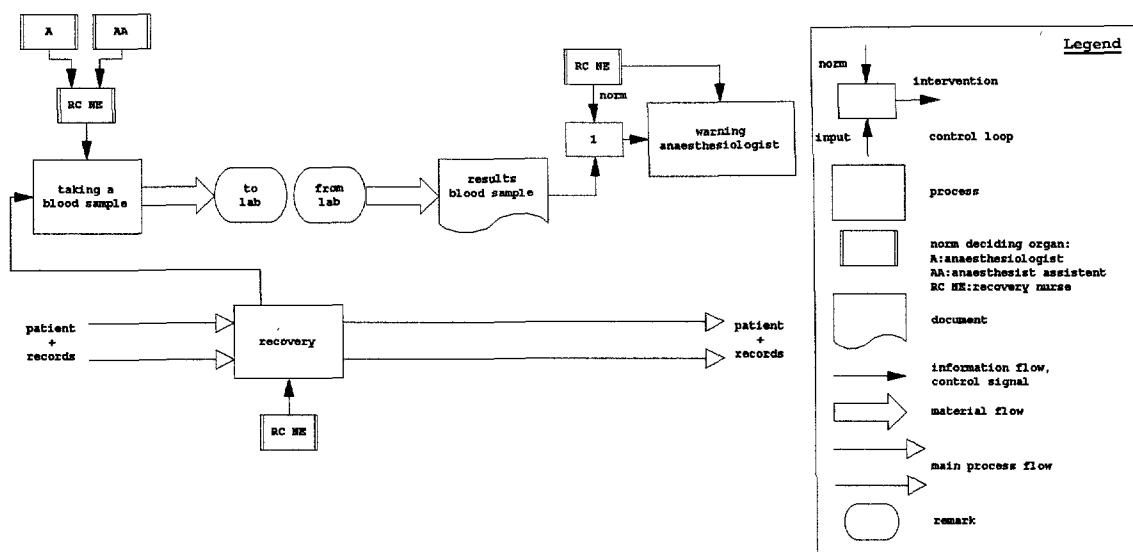 A
AA
RC NE
taking a
blood sample
to
lab
from
lab
results
blood sample
RC NE
norm
1
warning
anaesthesiologist
patient
+
records
recovery
patient
+
records
RC NE
Legend
norm
intervention
input
control loop
process
norm deciding organ:
A:anaesthesiologist
AA:anaesthesist assistent
RC NE:recovery nurse
document
information flow,
control signal
material flow
main process flow
remark